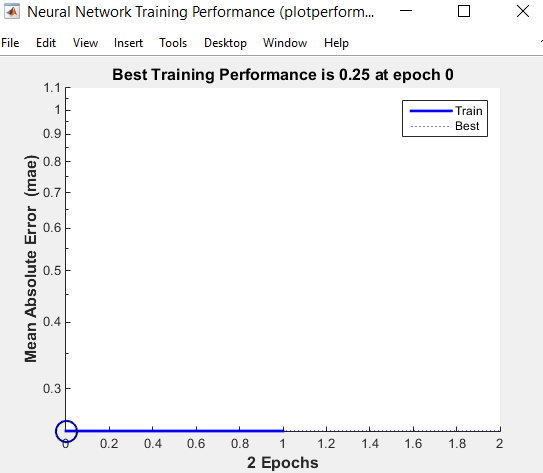 Neural Network Training Performance (plotperform...
File Edit View Insert Tools Desktop Window Help
Best Training Performance is 0.25 at epoch 0
Train
Best
Mean Absolute Error (mae)
1.1
1
0.9
0.8
0.7
0.6
0.5
0.4
0.3
0 0.2 0.4 0.6 0.8 1 1.2 1.4 1.6 1.8 2
2 Epochs